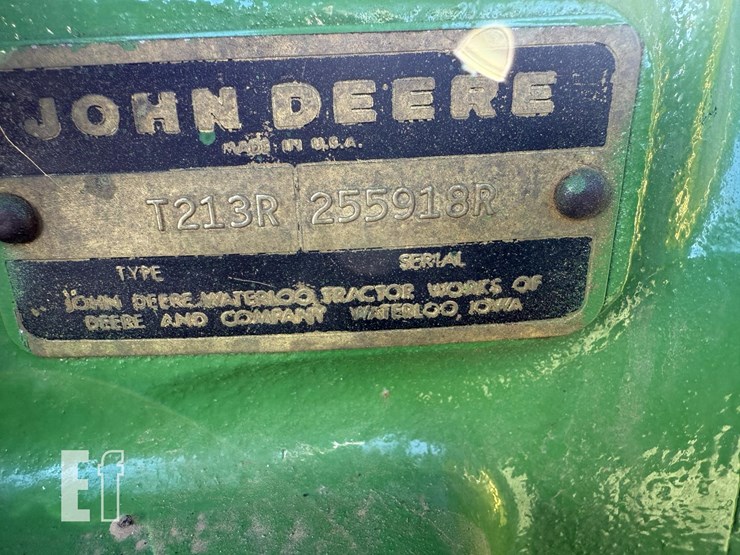 JOHN DEERE
MADE IN U.S.A.
T213R 255918R
TYPE SERIAL
JOHN DEERE WATERLOO TRACTOR WORKS OF
DEERE AND COMPANY WATERLOO, IOWA
Ef